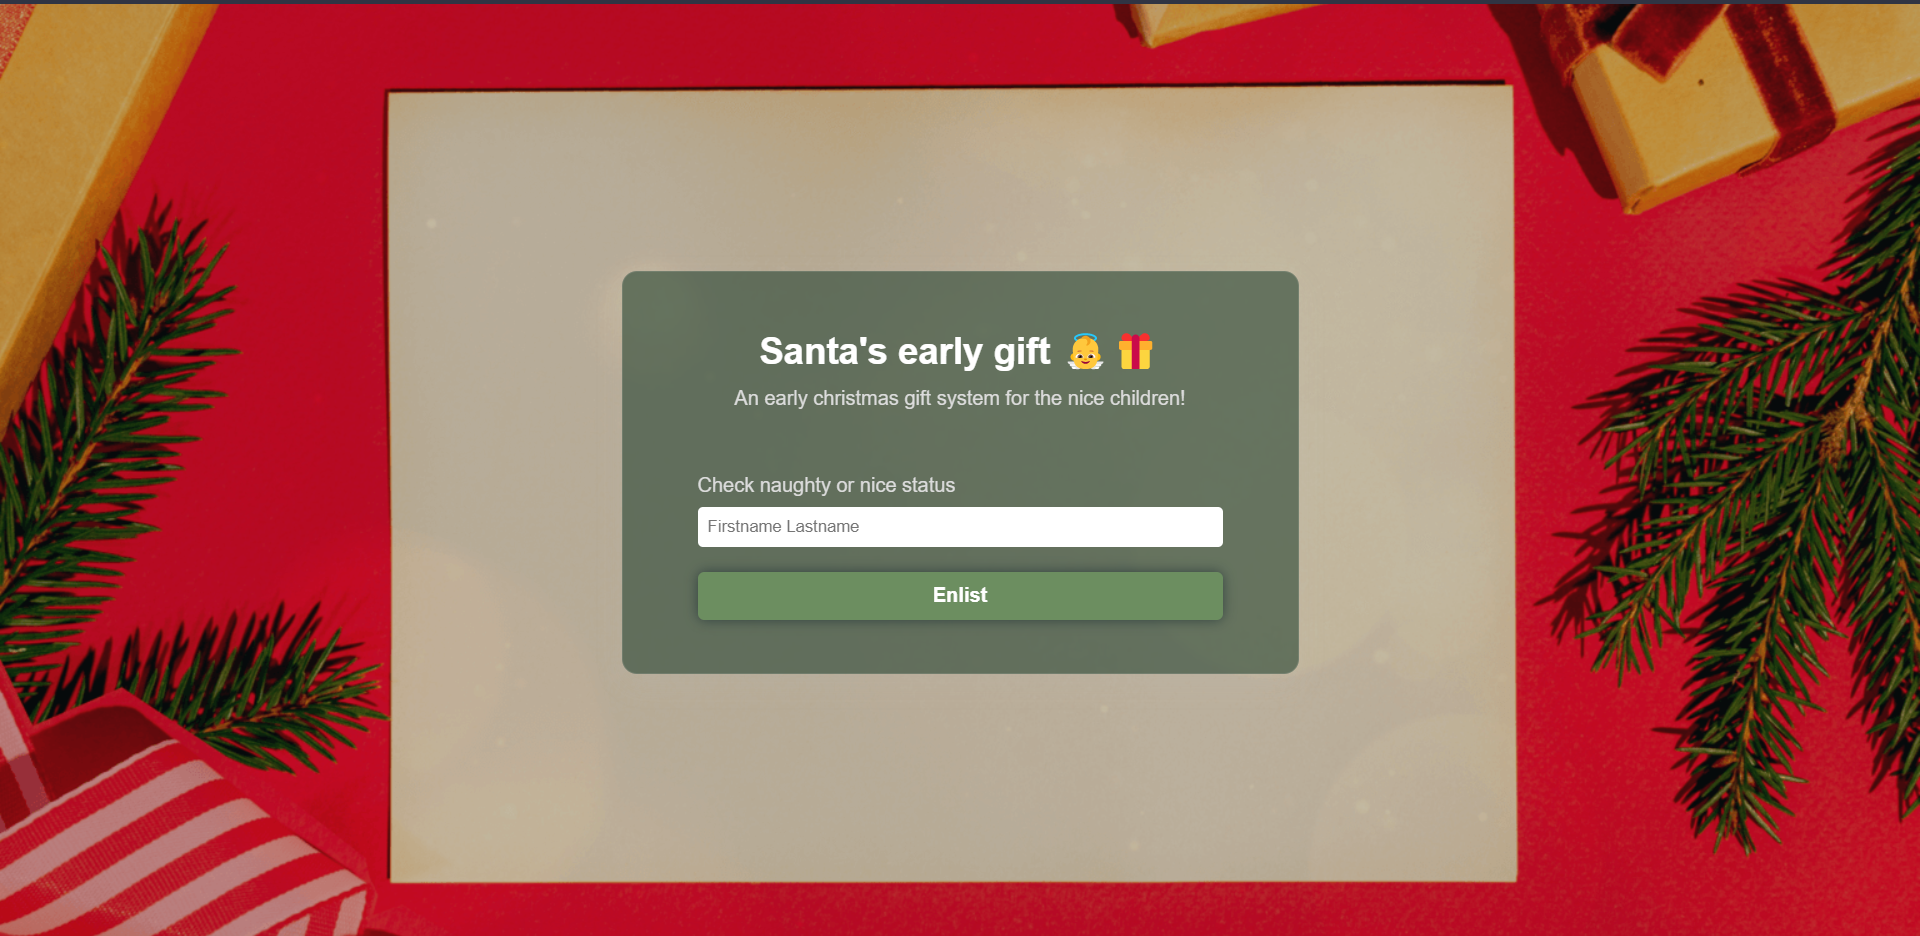 Santa's early gift 👼 🎁
An early christmas gift system for the nice children!
Check naughty or nice status
Firstname Lastname
Enlist